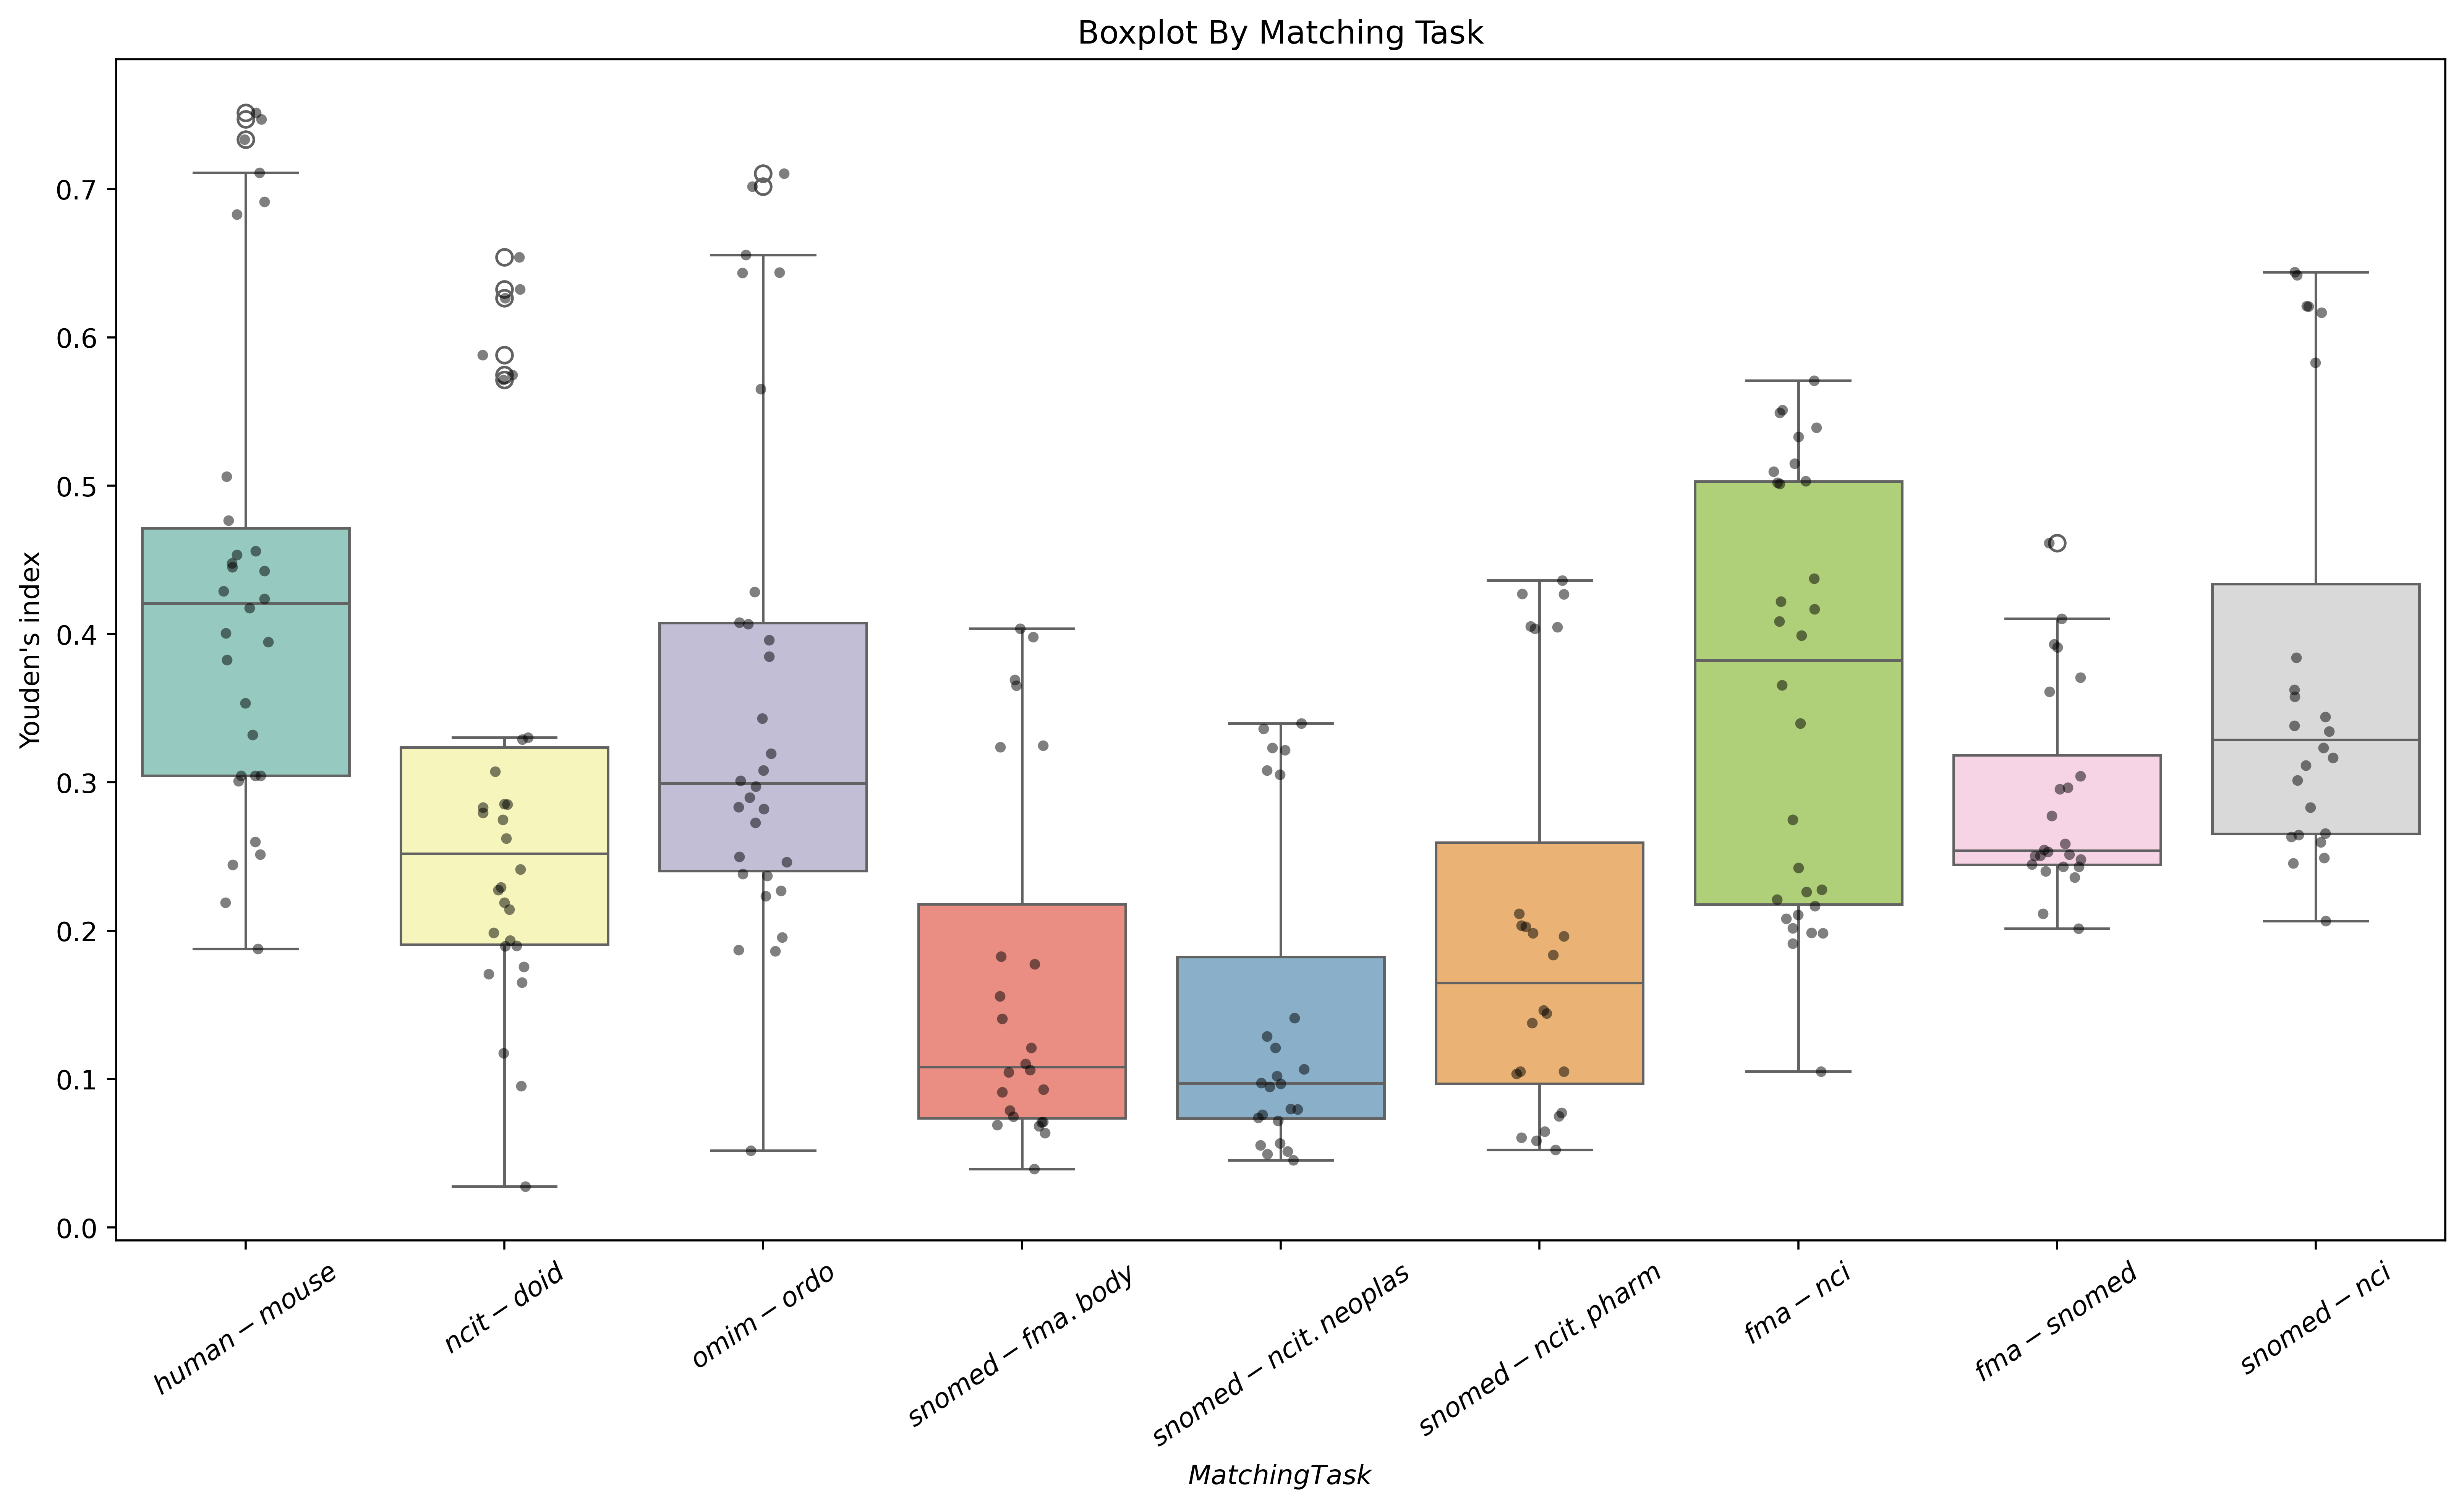 Boxplot By Matching Task
Youden's index
0.7
0.6
0.5
0.4
0.3
0.2
0.1
0.0
human − mouse
ncit − doid
omim − ordo
snomed − fma. body
snomed − ncit. neoplas
snomed − ncit. pharm
fma − nci
fma − snomed
snomed − nci
MatchingTask